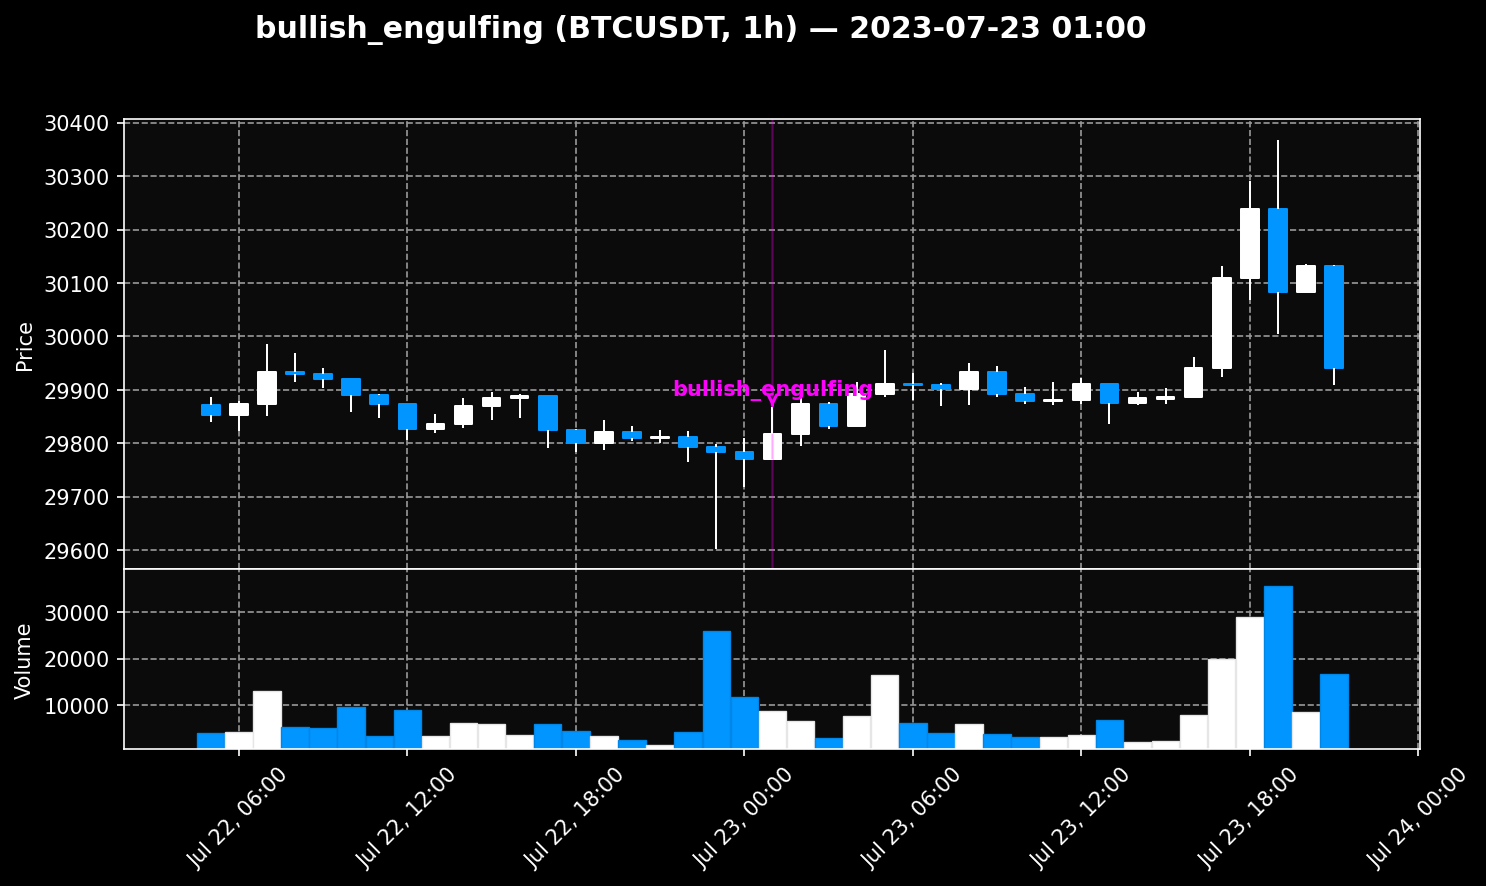 bullish_engulfing (BTCUSDT, 1h) — 2023-07-23 01:00
30400
30300
30200
30100
30000
29900
29800
29700
29600
Price
bullish_engulfing
30000
20000
10000
Volume
Jul 22, 06:00
Jul 22, 12:00
Jul 22, 18:00
Jul 23, 00:00
Jul 23, 06:00
Jul 23, 12:00
Jul 23, 18:00
Jul 24, 00:00